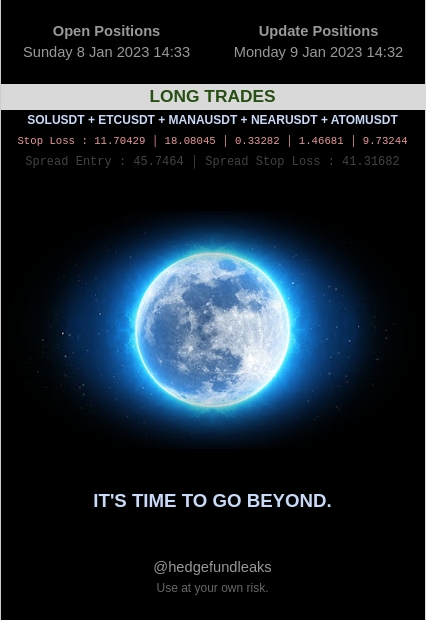 Open Positions
Sunday 8 Jan 2023 14:33
Update Positions
Monday 9 Jan 2023 14:32
LONG TRADES
SOLUSDT + ETCUSDT + MANAUSDT + NEARUSDT + ATOMUSDT
Stop Loss : 11.70429 | 18.08045 | 0.33282 | 1.46681 | 9.73244
Spread Entry : 45.7464 | Spread Stop Loss : 41.31682
IT'S TIME TO GO BEYOND.
@hedgefundleaks
Use at your own risk.